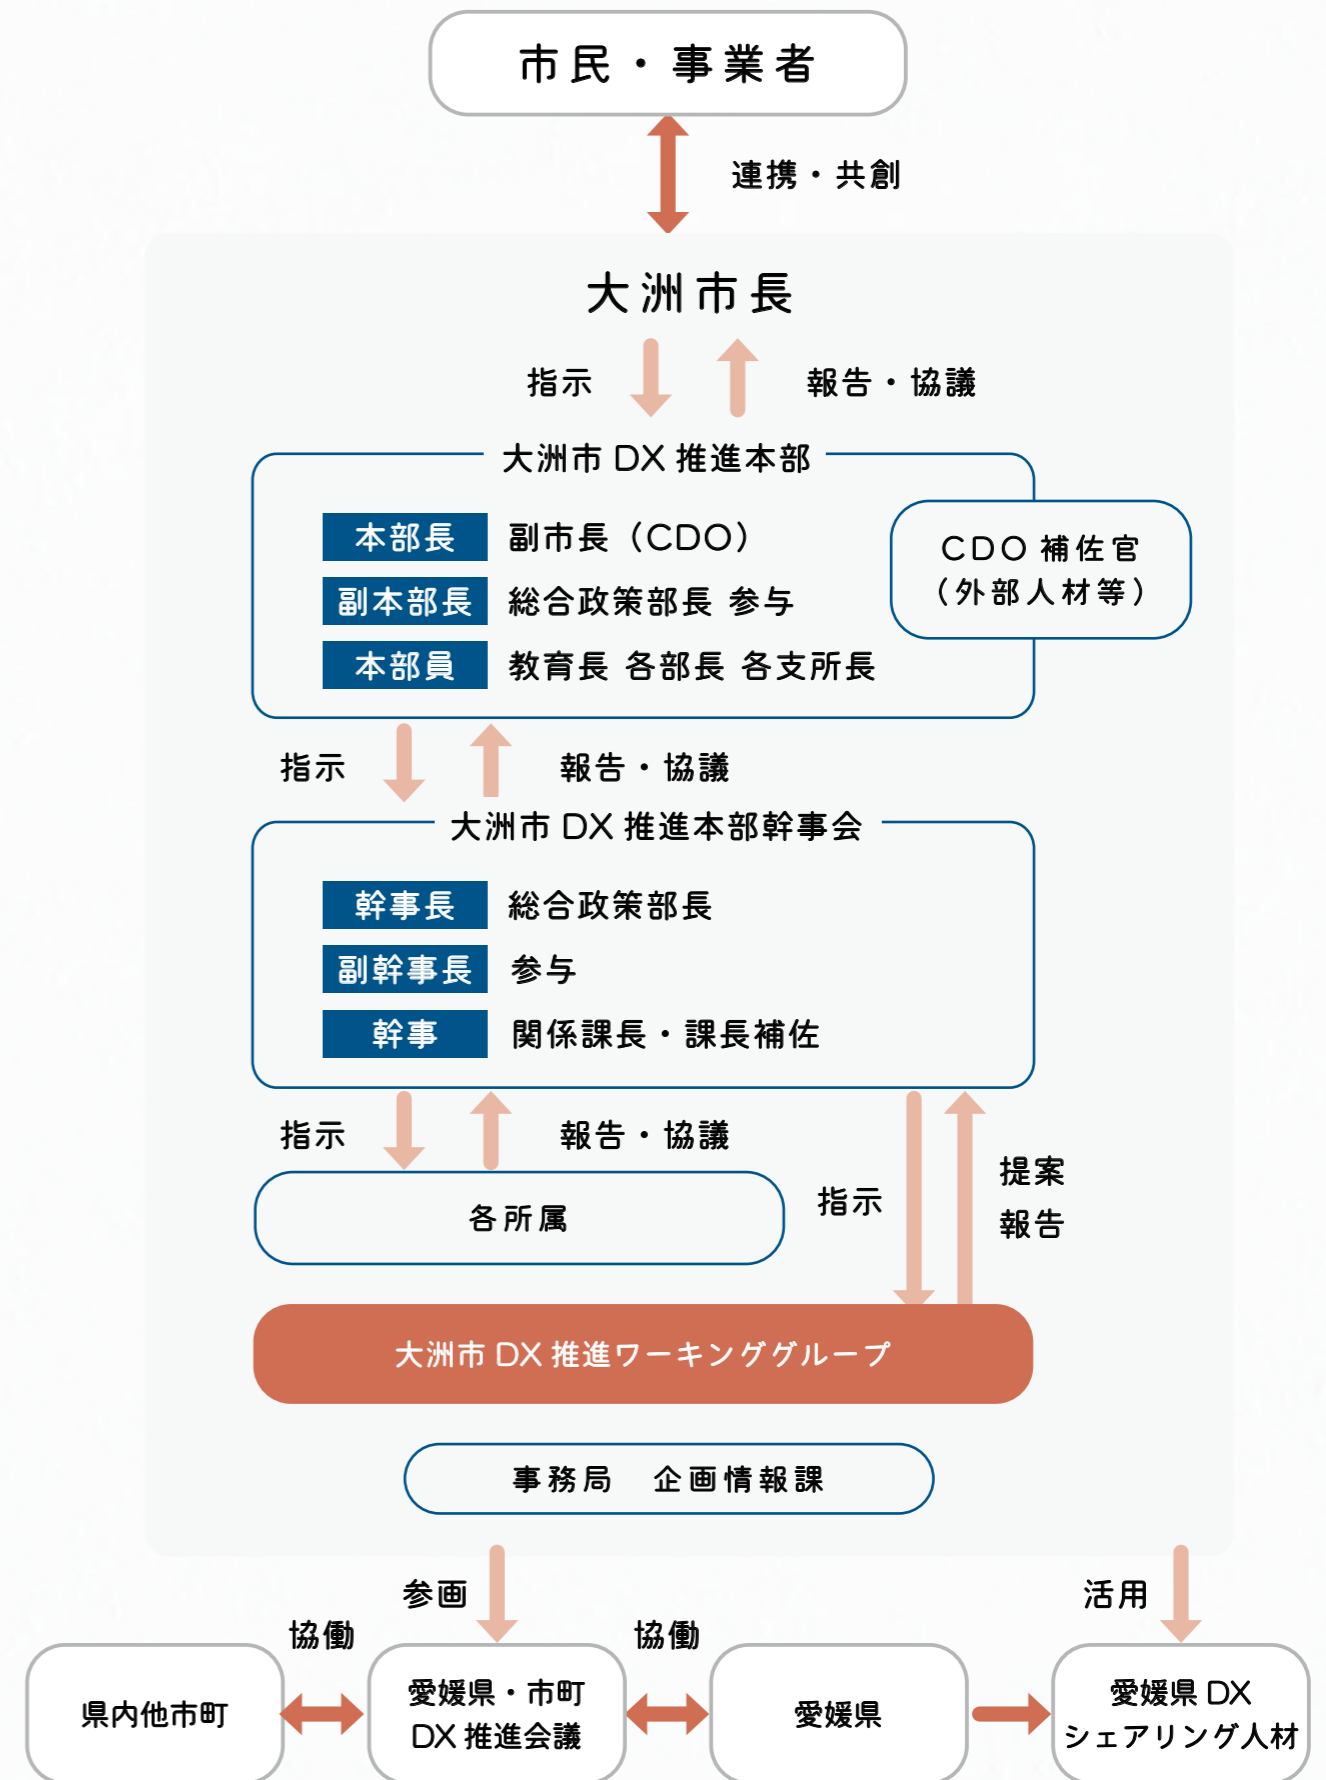 市民・事業者
連携・共創
大洲市長
指示
報告・協議
大洲市 DX 推進本部
本部長 副市長（CDO）
副本部長 総合政策部長 参与
本部員 教育長 各部長 各支所長
CDO 補佐官
（外部人材等）
指示
報告・協議
大洲市 DX 推進本部幹事会
幹事長 総合政策部長
副幹事長 参与
幹事 関係課長・課長補佐
指示
報告・協議
指示
提案
報告
各所属
大洲市 DX 推進ワーキンググループ
事務局 企画情報課
参画
活用
協働
協働
県内他市町
愛媛県・市町
DX 推進会議
愛媛県
愛媛県 DX
シェアリング人材